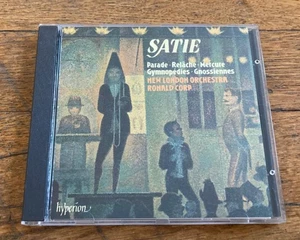 SATIE
Parade · Relâche · Mercure
Gymnopédies · Gnossiennes
NEW LONDON ORCHESTRA
RONALD CORP
hyperion